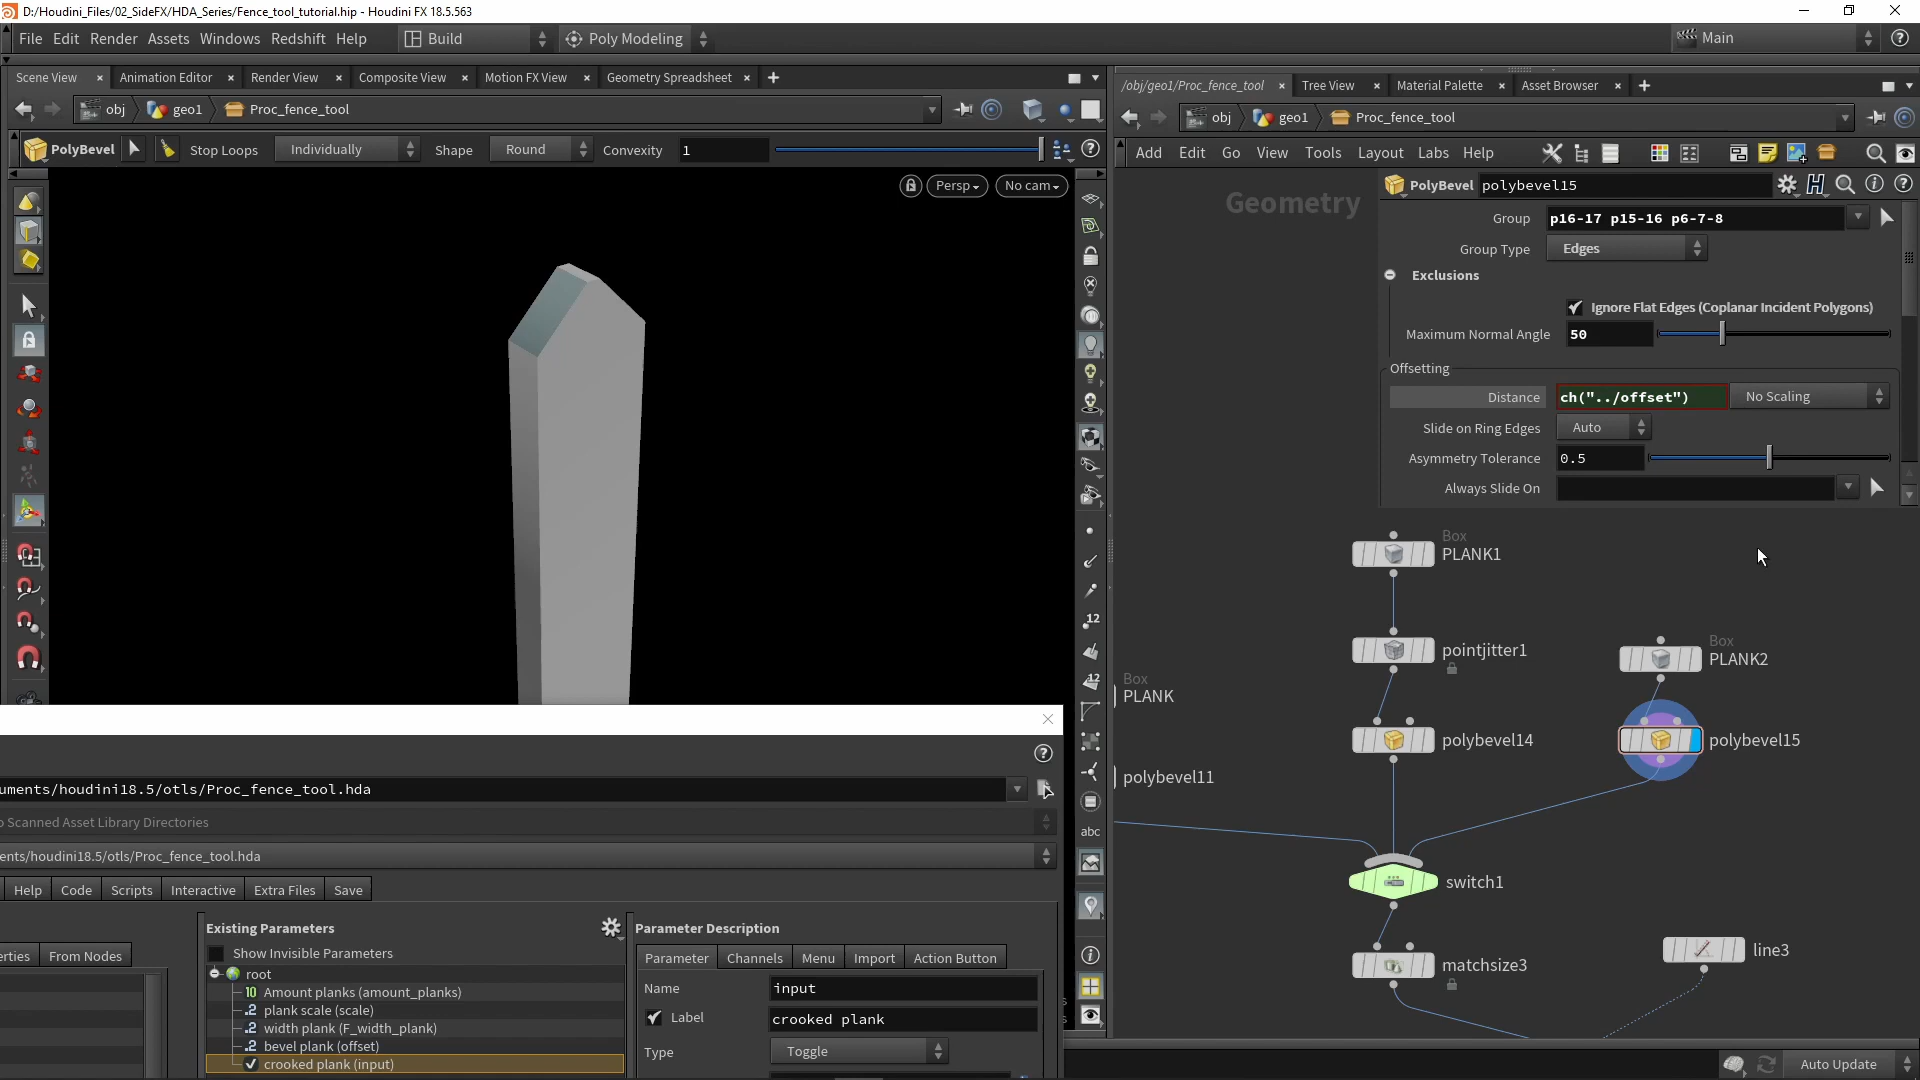 D:/Houdini_Files/02_SideFX/HDA_Series/Fence_tool_tutorial.hip - Houdini FX 18.5.563
File Edit Render Assets Windows Redshift Help Build Poly Modeling Main
Scene View Animation Editor Render View Composite View Motion FX View Geometry Spreadsheet
/obj/geo1/Proc_fence_tool Tree View Material Palette Asset Browser
obj geo1 Proc_fence_tool
obj geo1 Proc_fence_tool
PolyBevel Stop Loops Individually Shape Round Convexity 1
Add Edit Go View Tools Layout Labs Help
Persp No cam
Geometry
PolyBevel polybevel15
Group p16-17 p15-16 p6-7-8
Group Type Edges
Exclusions
Ignore Flat Edges (Coplanar Incident Polygons)
Maximum Normal Angle 50
Offsetting
Distance ch("../offset") No Scaling
Slide on Ring Edges Auto
Asymmetry Tolerance 0.5
Always Slide On
Box
PLANK1
pointjitter1
Box
PLANK2
Box
PLANK
polybevel14
polybevel15
polybevel11
switch1
matchsize3
line3
12
12
abc
uments/houdini18.5/otls/Proc_fence_tool.hda
Scanned Asset Library Directories
ents/houdini18.5/otls/Proc_fence_tool.hda
Help Code Scripts Interactive Extra Files Save
Existing Parameters
Parameter Description
erties From Nodes
Show Invisible Parameters
root
10 Amount planks (amount_planks)
.2 plank scale (scale)
.2 width plank (F_width_plank)
.2 bevel plank (offset)
crooked plank (input)
Parameter Channels Menu Import Action Button
Name input
Label crooked plank
Type Toggle
Auto Update